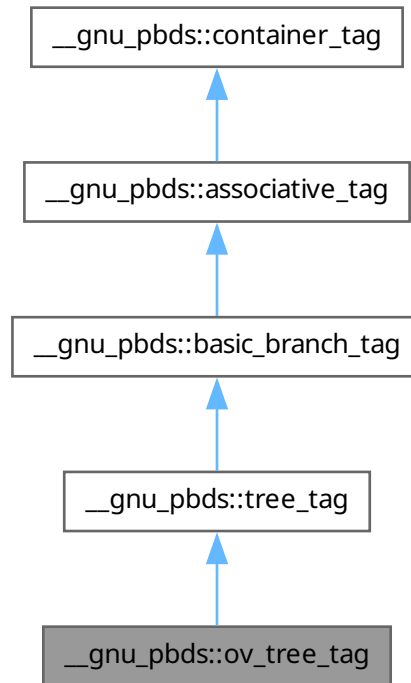 __gnu_pbds::container_tag
__gnu_pbds::associative_tag
__gnu_pbds::basic_branch_tag
__gnu_pbds::tree_tag
__gnu_pbds::ov_tree_tag